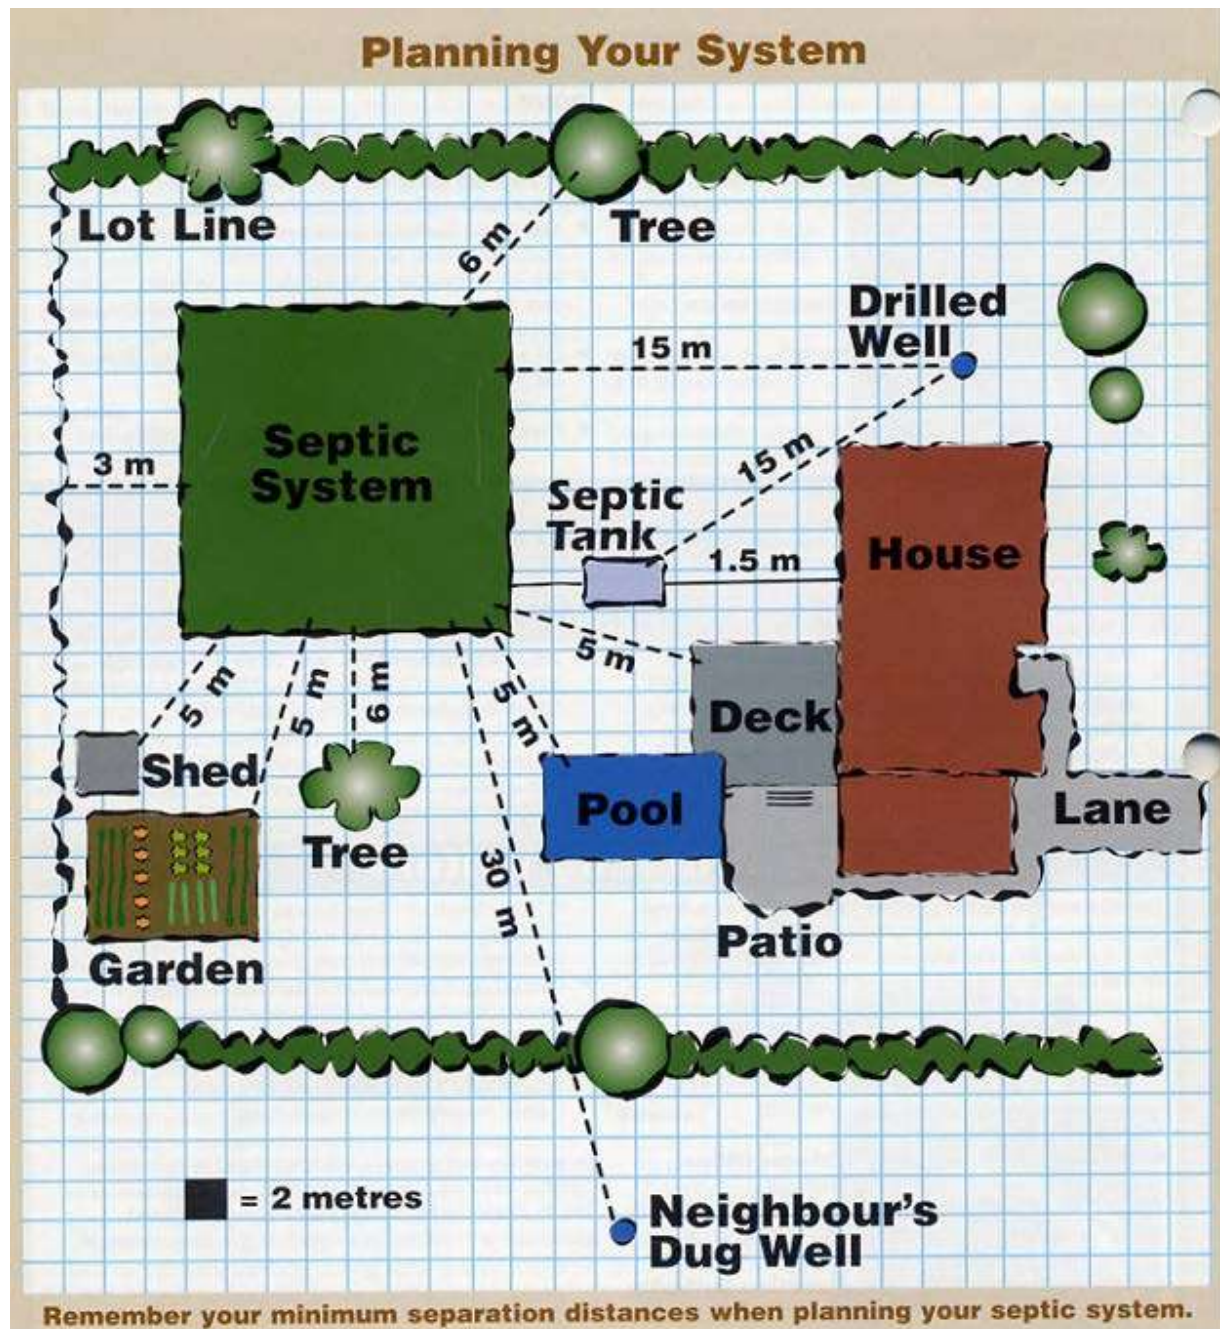 Planning Your System
Lot Line
Tree
6 m
Drilled
Well
15 m
Septic
System
3 m
15 m
Septic
Tank
1.5 m
House
5 m
5 m
5 m
6 m
5 m
Deck
Shed
Pool
Lane
Tree
30 m
Patio
Garden
= 2 metres
Neighbour's
Dug Well
Remember your minimum separation distances when planning your septic system.